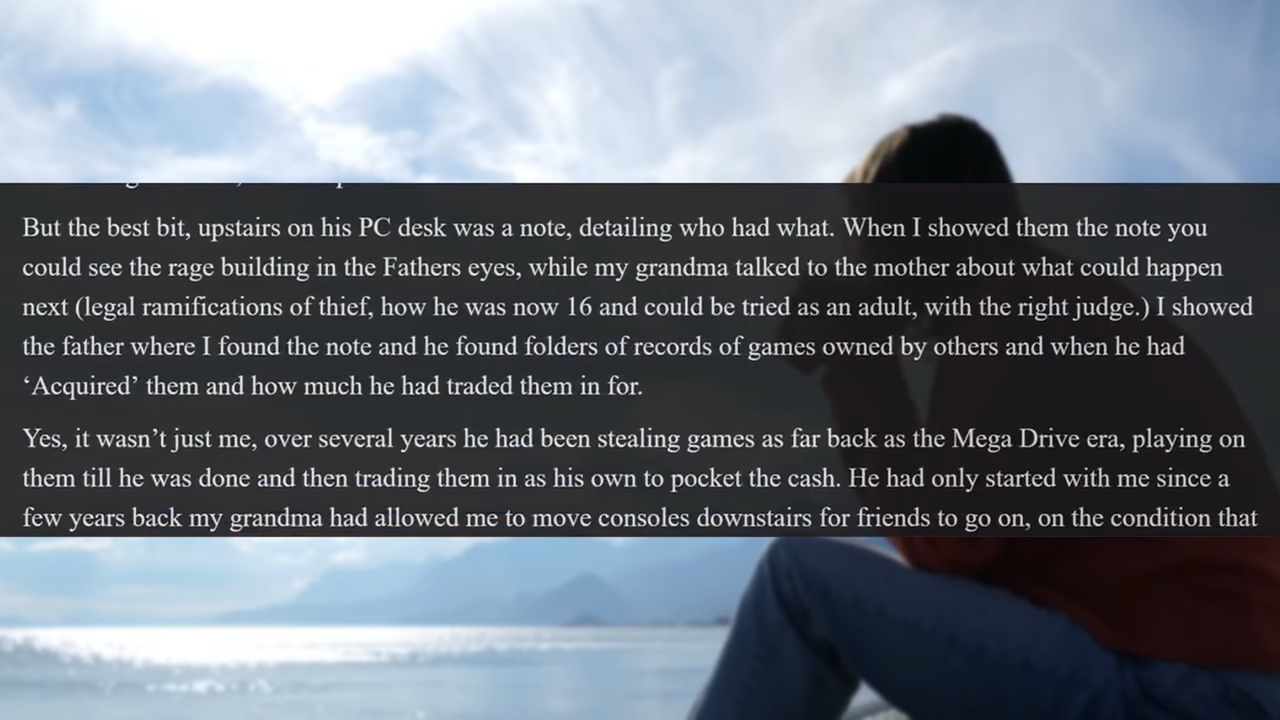 But the best bit, upstairs on his PC desk was a note, detailing who had what. When I showed them the note you
could see the rage building in the Fathers eyes, while my grandma talked to the mother about what could happen
next (legal ramifications of thief, how he was now 16 and could be tried as an adult, with the right judge.) I showed
the father where I found the note and he found folders of records of games owned by others and when he had
‘Acquired’ them and how much he had traded them in for.
Yes, it wasn’t just me, over several years he had been stealing games as far back as the Mega Drive era, playing on
them till he was done and then trading them in as his own to pocket the cash. He had only started with me since a
few years back my grandma had allowed me to move consoles downstairs for friends to go on, on the condition that